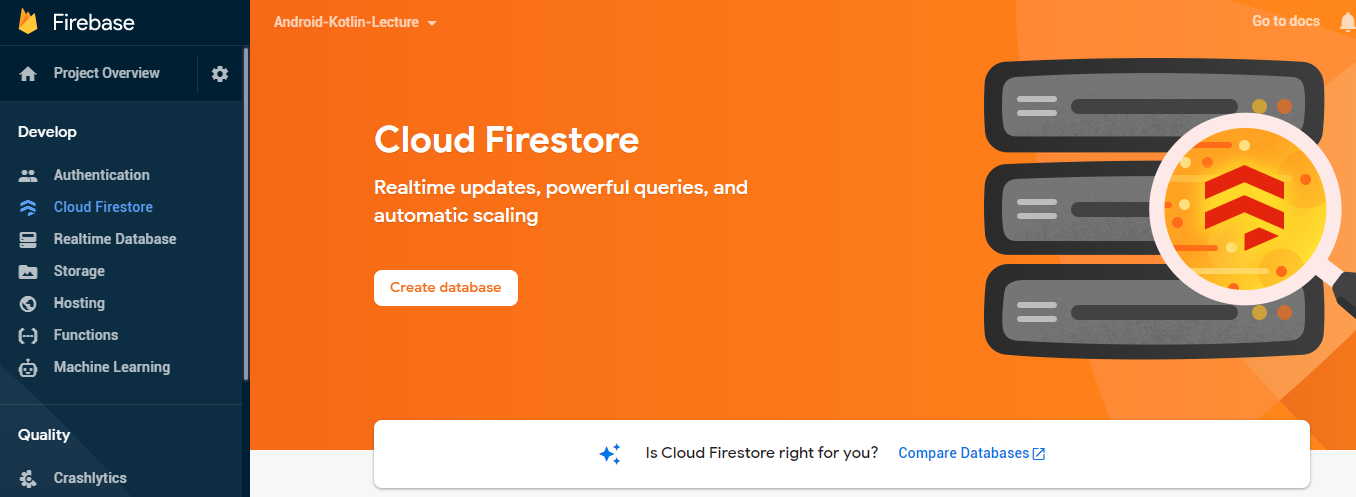 Firebase
Project Overview
Develop
Authentication
Cloud Firestore
Realtime Database
Storage
Hosting
Functions
Machine Learning
Quality
Crashlytics
Android-Kotlin-Lecture
Go to docs
Cloud Firestore
Realtime updates, powerful queries, and
automatic scaling
Create database
Is Cloud Firestore right for you? Compare Databases